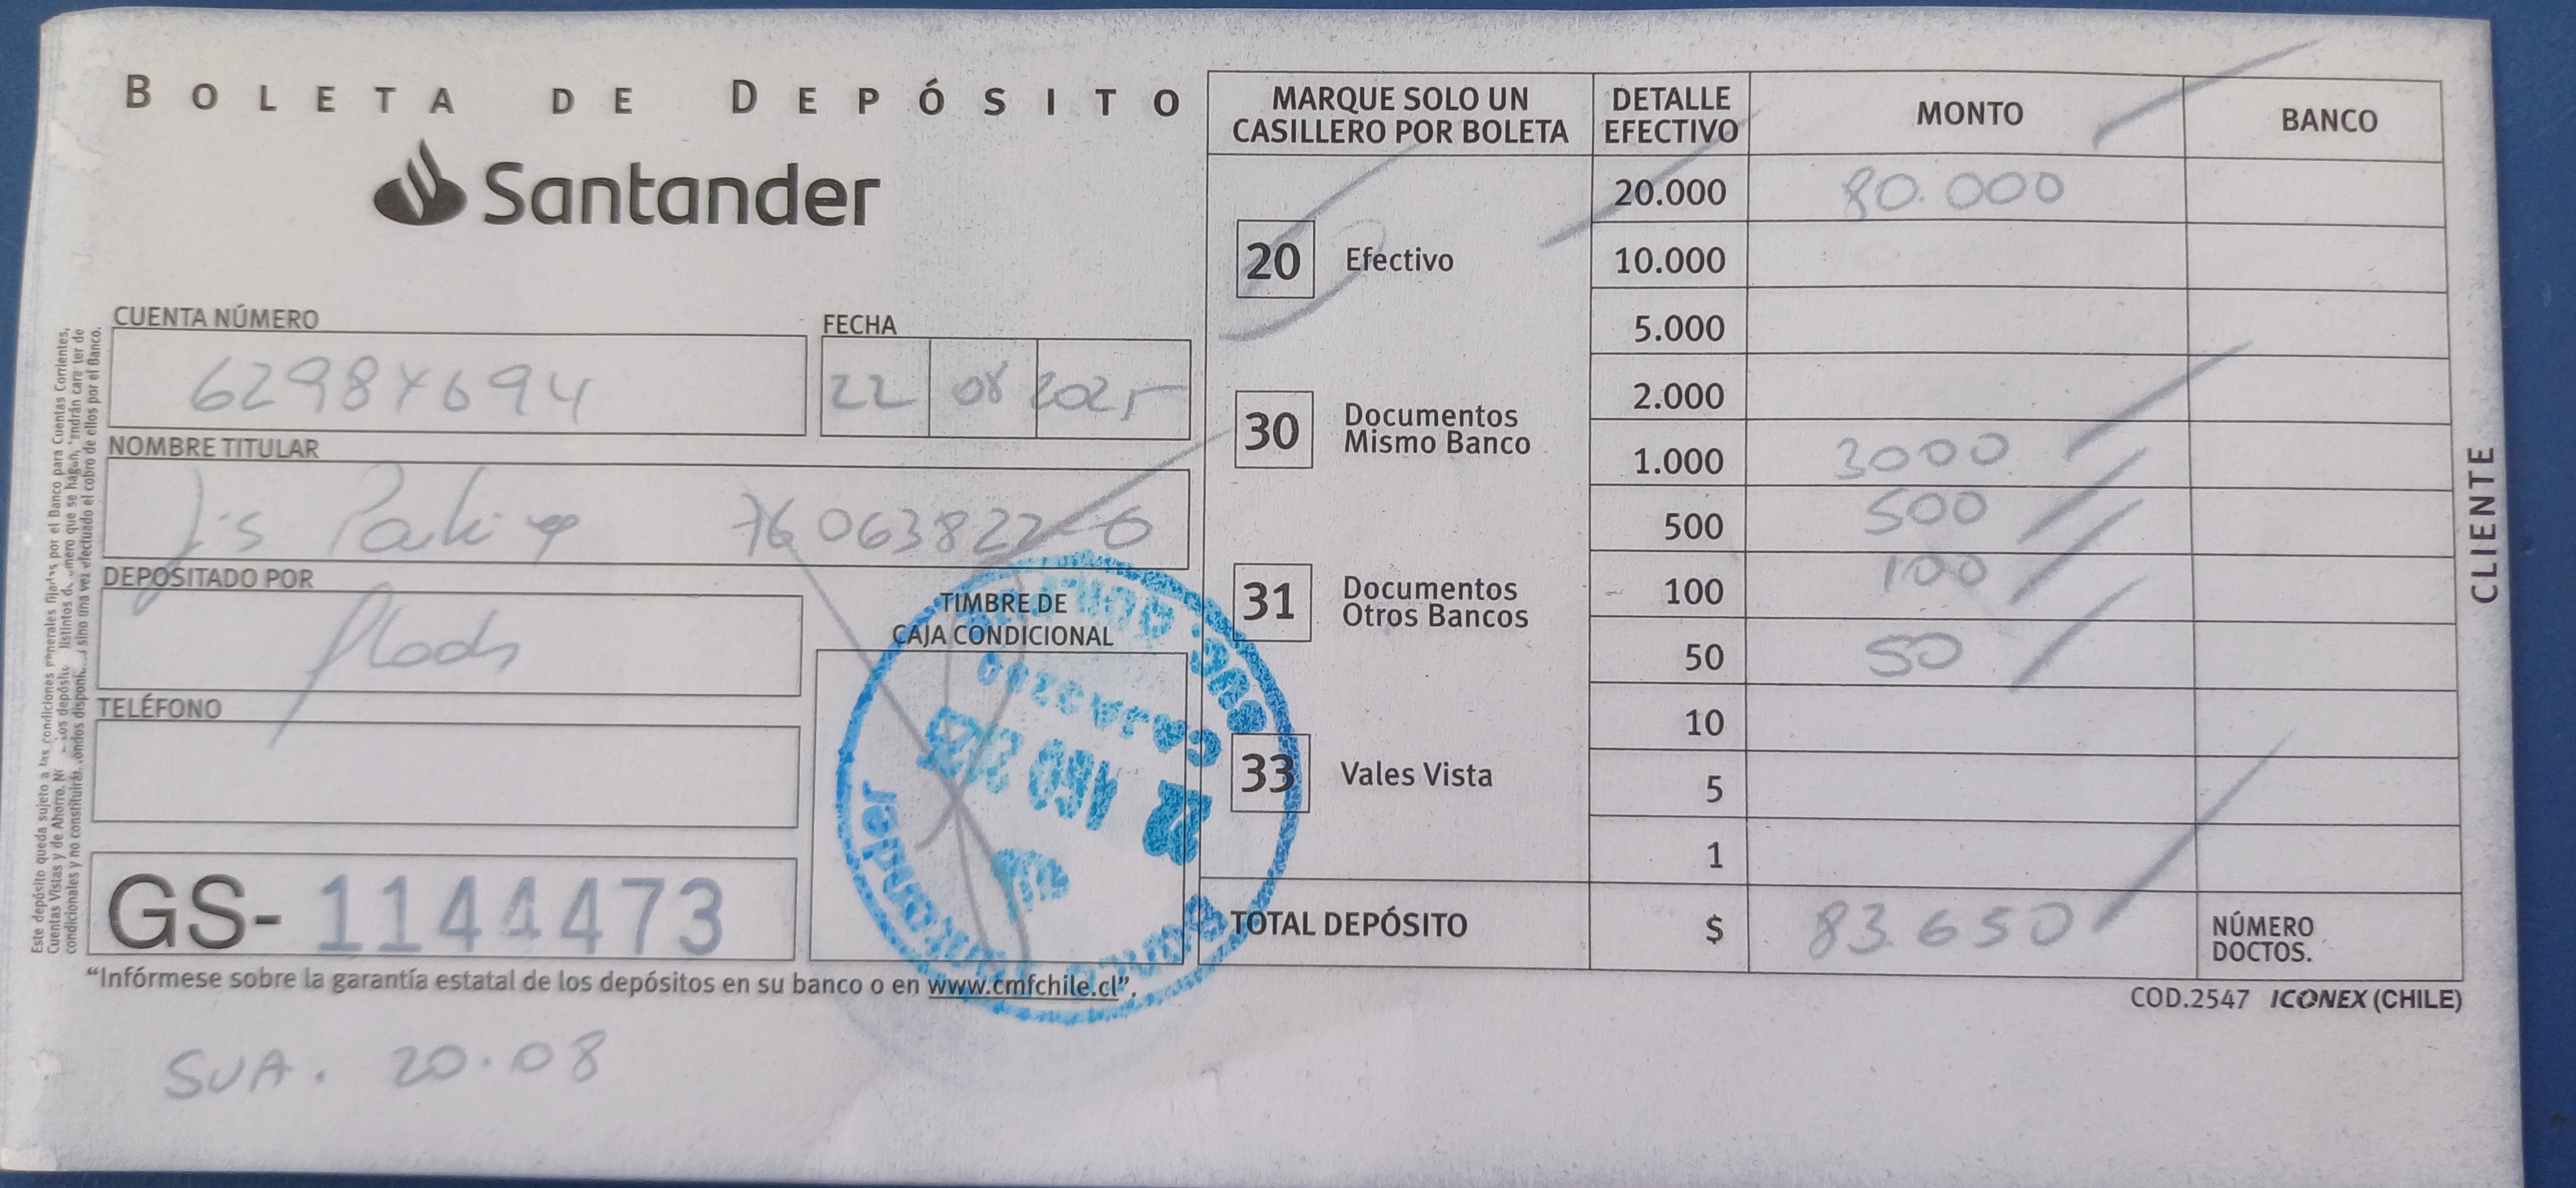 BOLETA DE DEPÓSITO
Santander
CUENTA NÚMERO
FECHA
22 08 2025
NOMBRE TITULAR
76063822-6
DEPOSITADO POR
TELÉFONO
TIMBRE DE
CAJA CONDICIONAL
GS- 1144473
“Infórmese sobre la garantía estatal de los depósitos en su banco o en www.cmfchile.cl”.
SVA. 20.08
MARQUE SOLO UN
CASILLERO POR BOLETA
20 Efectivo
30 Documentos
Mismo Banco
31 Documentos
Otros Bancos
33 Vales Vista
DETALLE
EFECTIVO
MONTO
BANCO
20.000 80.000
10.000
5.000
2.000
1.000 3000
500 500
100 100
50 50
10
5
1
TOTAL DEPÓSITO $ 83.650
NÚMERO
DOCTOS.
CLIENTE
COD.2547 ICONEX (CHILE)
Banco Santander